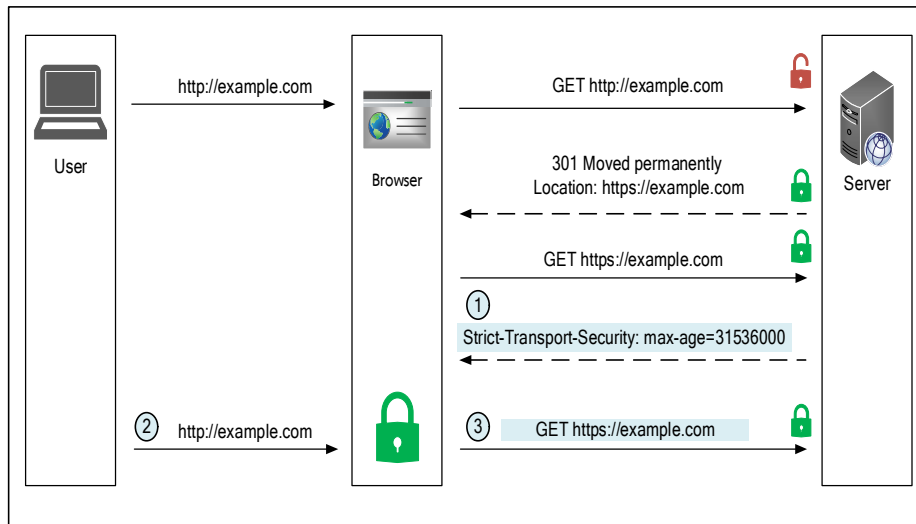 http://example.com
GET http://example.com
User
Browser
Server
301 Moved permanently
Location: https://example.com
GET https://example.com
1
Strict-Transport-Security: max-age=31536000
2
http://example.com
3
GET https://example.com